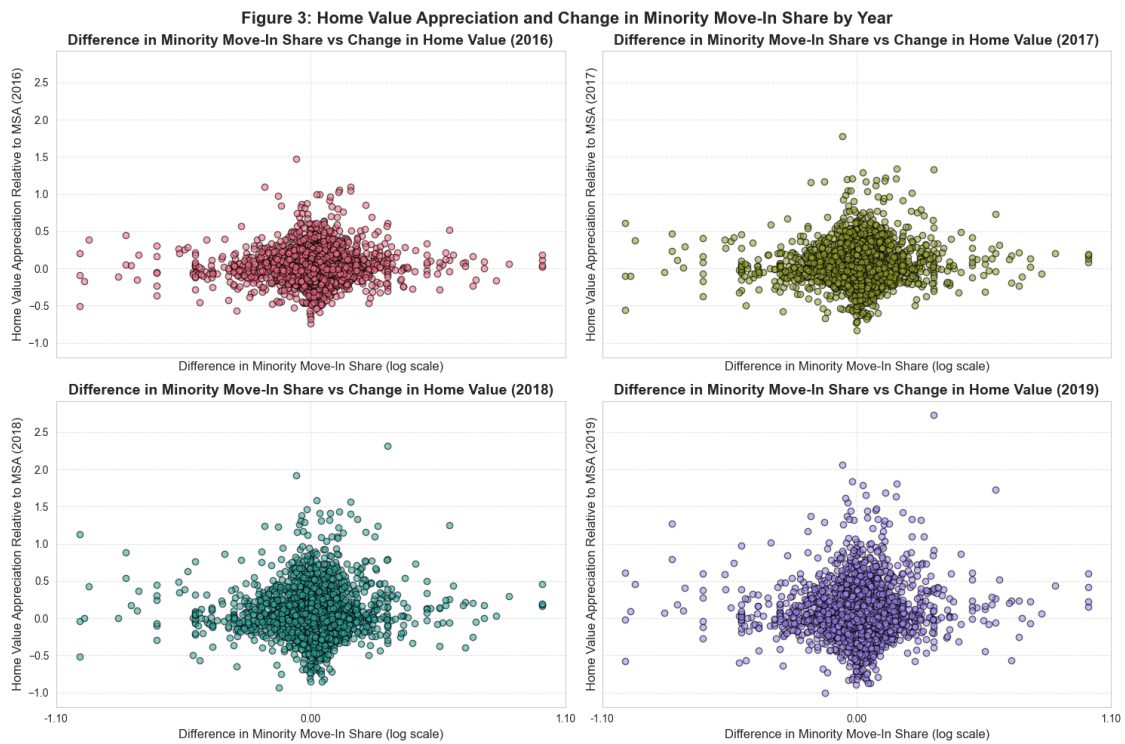 Figure 3: Home Value Appreciation and Change in Minority Move-In Share by Year
Difference in Minority Move-In Share vs Change in Home Value (2016)
Home Value Appreciation Relative to MSA (2016)
2.5
2.0
1.5
1.0
0.5
0.0
−0.5
−1.0
Difference in Minority Move-In Share (log scale)
Difference in Minority Move-In Share vs Change in Home Value (2017)
Home Value Appreciation Relative to MSA (2017)
Difference in Minority Move-In Share (log scale)
Difference in Minority Move-In Share vs Change in Home Value (2018)
Home Value Appreciation Relative to MSA (2018)
2.5
2.0
1.5
1.0
0.5
0.0
−0.5
−1.0
-1.10 0.00 1.10
Difference in Minority Move-In Share (log scale)
Difference in Minority Move-In Share vs Change in Home Value (2019)
Home Value Appreciation Relative to MSA (2019)
-1.10 0.00 1.10
Difference in Minority Move-In Share (log scale)